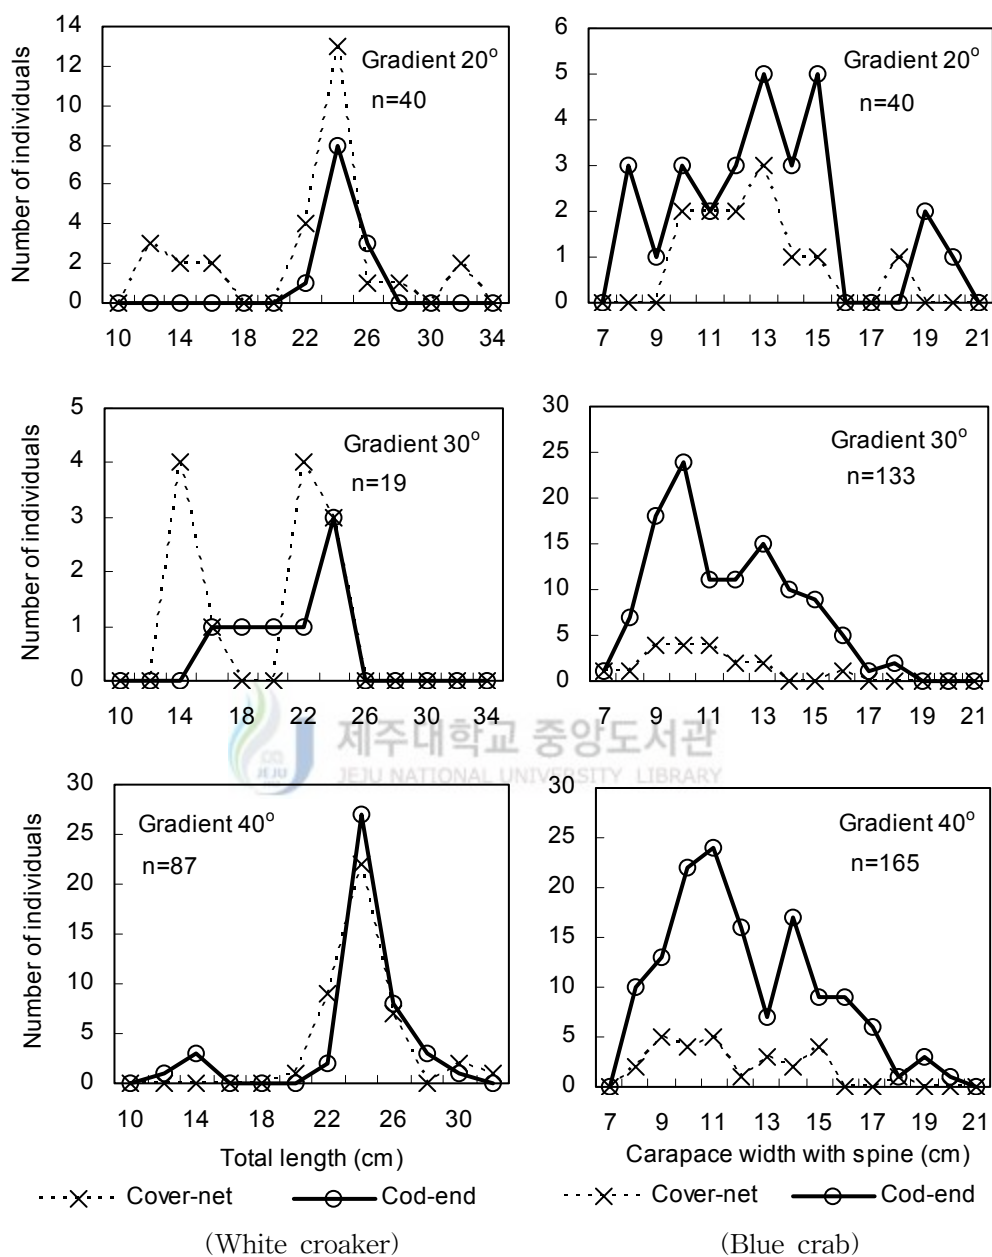 14
12
10
8
6
4
2
0
Number of individuals
Gradient 20°
n=40
10 14 18 22 26 30 34
6
5
4
3
2
1
0
Gradient 20°
n=40
7 9 11 13 15 17 19 21
5
4
3
2
1
0
Number of individuals
Gradient 30°
n=19
10 14 18 22 26 30 34
30
25
20
15
10
5
0
Gradient 30°
n=133
7 9 11 13 15 17 19 21
제주대학교 중앙도서관
JEJU NATIONAL UNIVERSITY LIBRARY
JEJU
30
25
20
15
10
5
0
Number of individuals
Gradient 40°
n=87
10 14 18 22 26 30
Total length (cm)
30
25
20
15
10
5
0
Gradient 40°
n=165
7 9 11 13 15 17 19 21
Carapace width with spine (cm)
Cover-net Cod-end
Cover-net Cod-end
(White croaker)
(Blue crab)